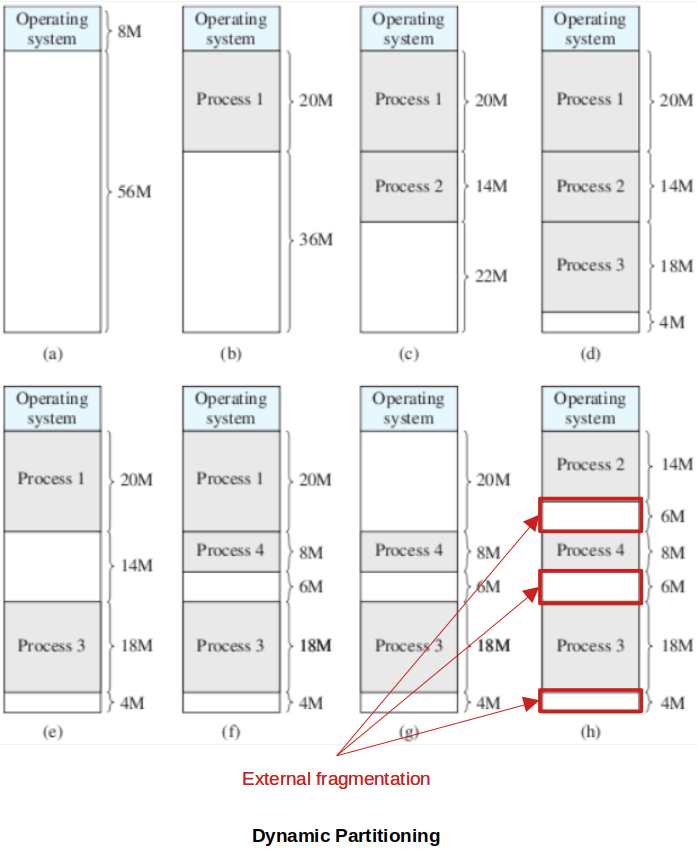 Operating
system
8M
56M
(a)
Operating
system
Process 1
20M
36M
(b)
Operating
system
Process 1
20M
Process 2
14M
22M
(c)
Operating
system
Process 1
20M
Process 2
14M
Process 3
18M
4M
(d)
Operating
system
Process 1
20M
14M
Process 3
18M
4M
(e)
Operating
system
Process 1
20M
Process 4
8M
6M
Process 3
18M
4M
(f)
Operating
system
20M
Process 4
8M
6M
Process 3
18M
4M
(g)
Operating
system
Process 2
14M
6M
Process 4
8M
6M
Process 3
18M
4M
(h)
External fragmentation
Dynamic Partitioning